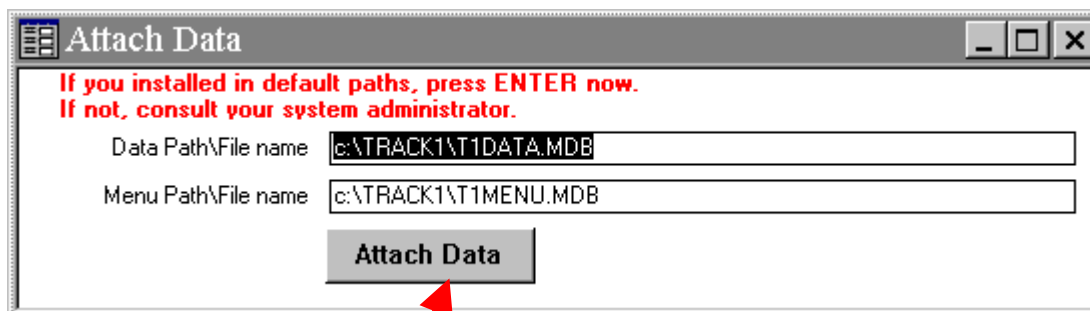 Attach Data
If you installed in default paths, press ENTER now.
If not, consult your system administrator.
Data Path\File name c:\TRACK1\T1DATA.MDB
Menu Path\File name c:\TRACK1\T1MENU.MDB
Attach Data